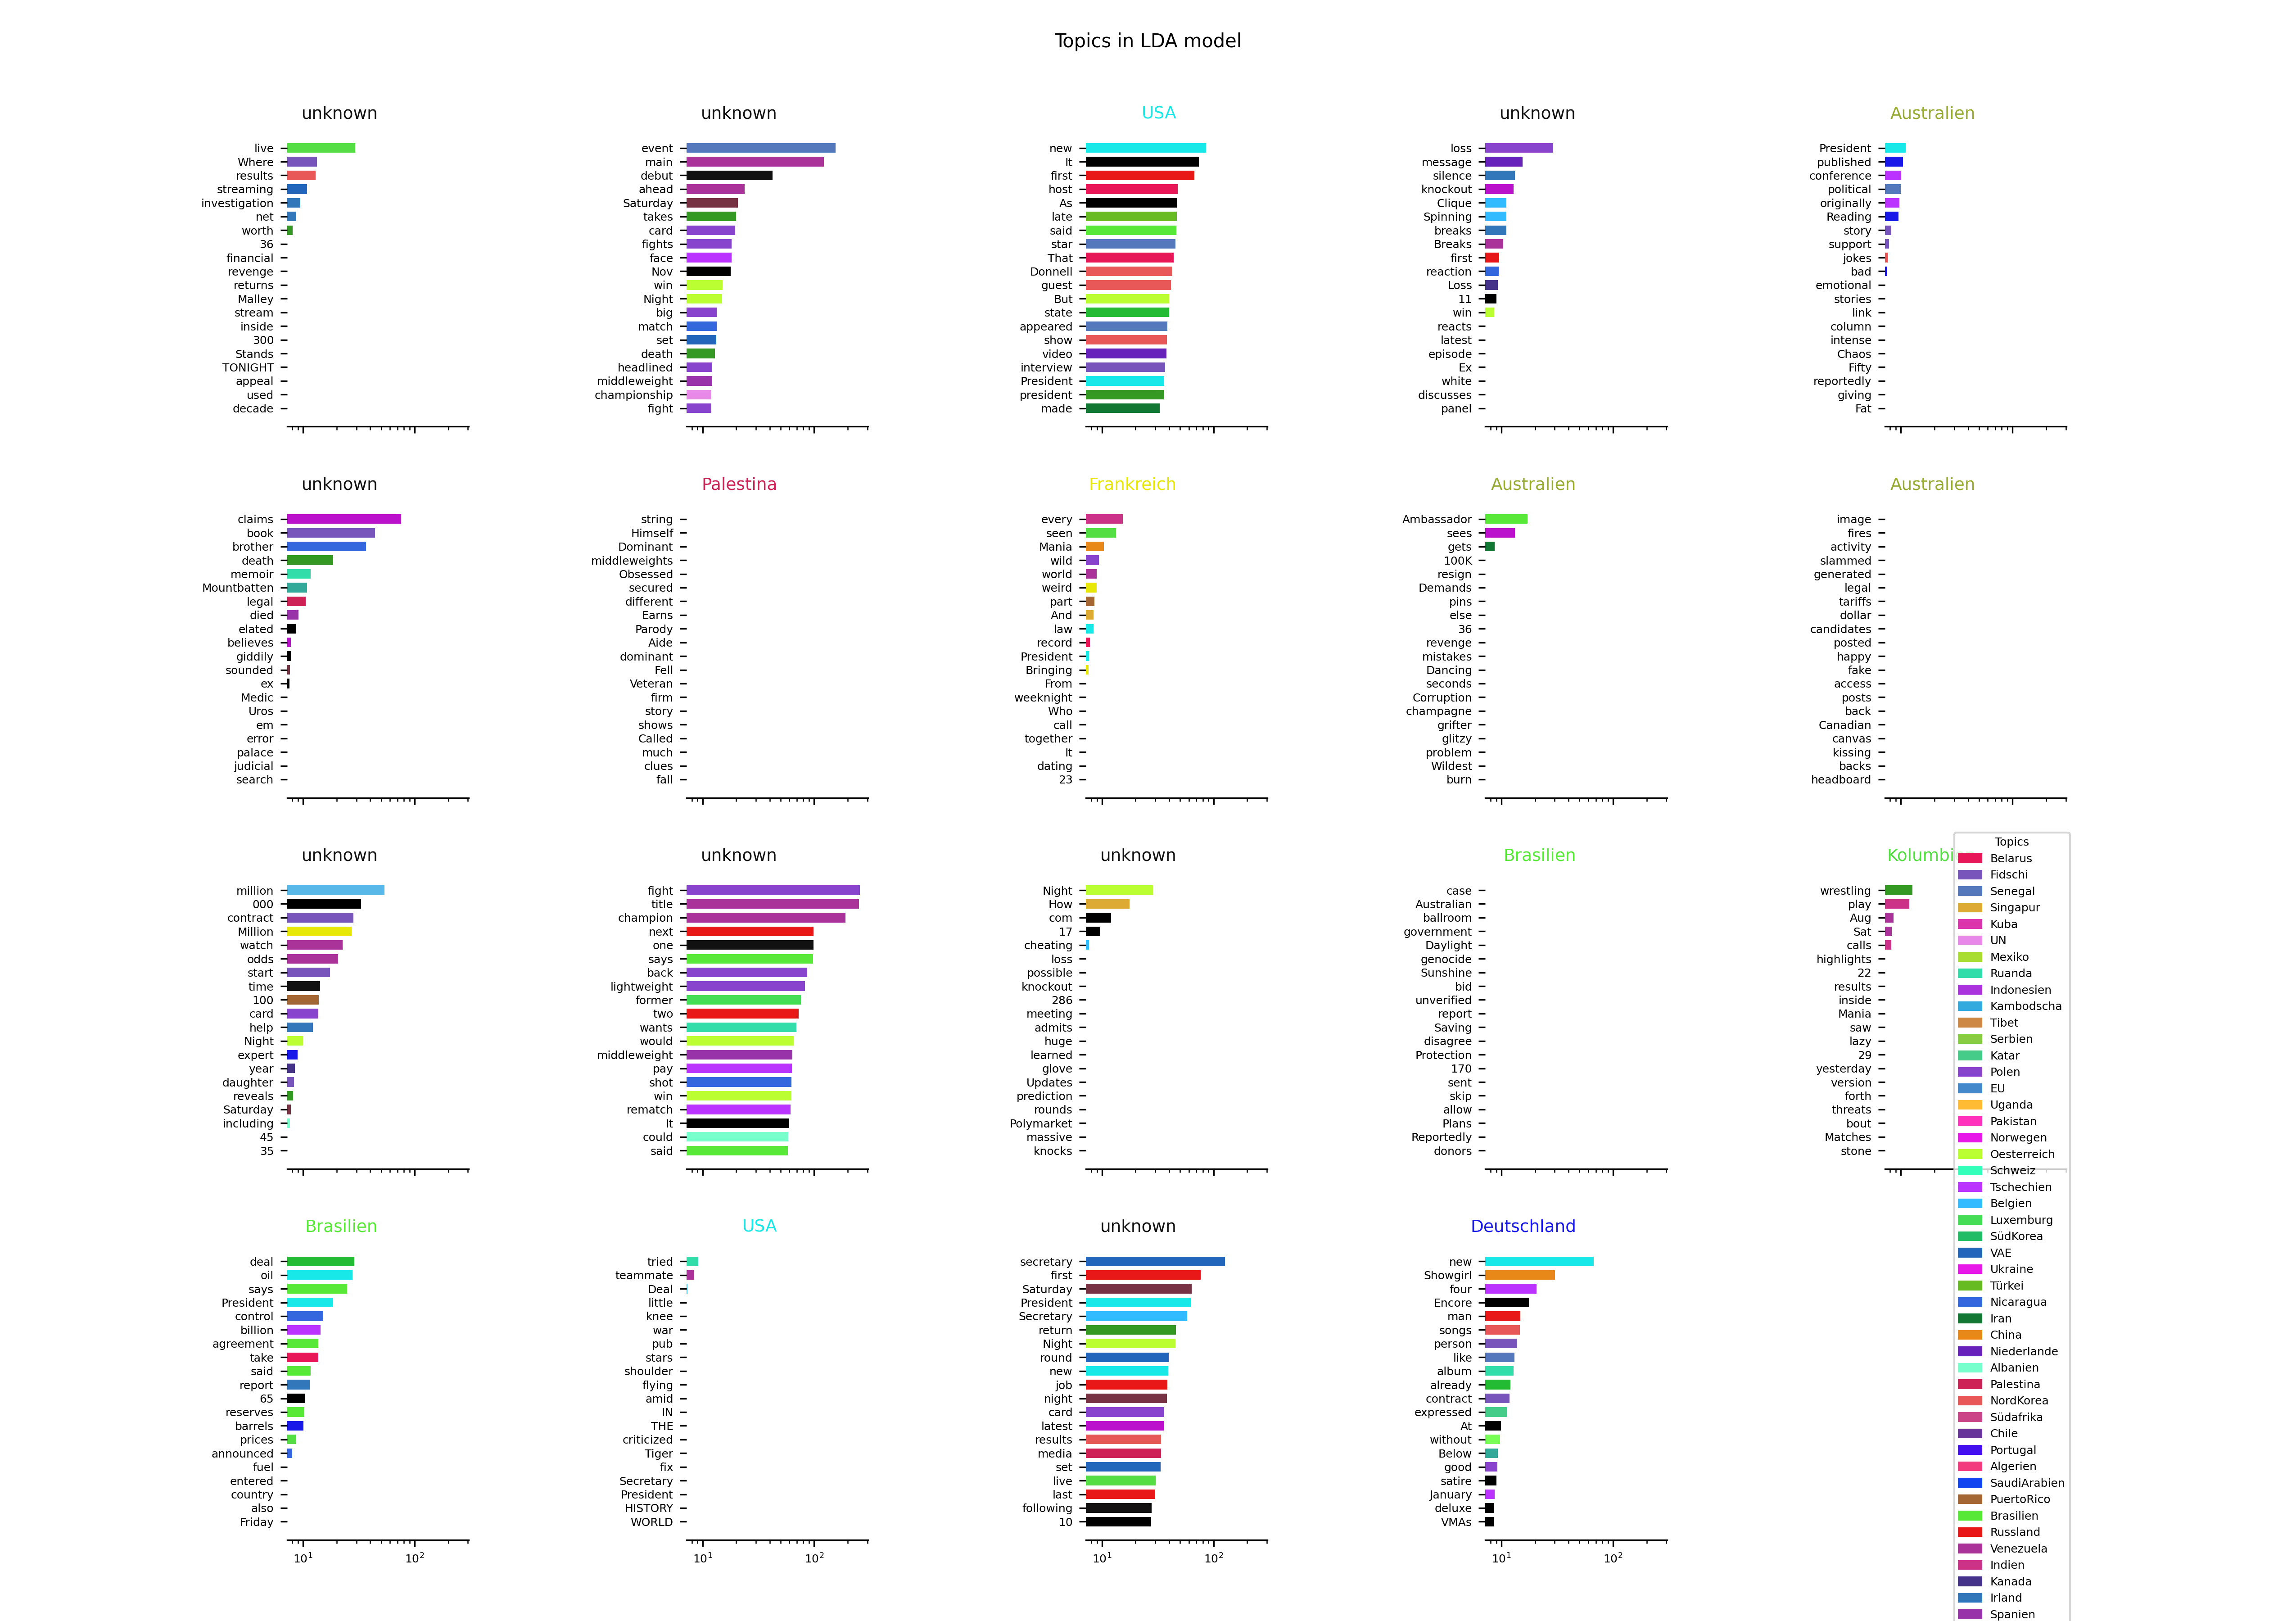 Topics in LDA model
unknown
live
Where
results
streaming
investigation
net
worth
36
financial
revenge
returns
Malley
stream
inside
300
Stands
TONIGHT
appeal
used
decade
unknown
event
main
debut
ahead
Saturday
takes
card
fights
face
Nov
win
Night
big
match
set
death
headlined
middleweight
championship
fight
USA
new
It
first
host
As
late
said
star
That
Donnell
guest
But
state
appeared
show
video
interview
President
president
made
unknown
loss
message
silence
knockout
Clique
Spinning
breaks
Breaks
first
reaction
Loss
11
win
reacts
latest
episode
Ex
white
discusses
panel
Australien
President
published
conference
political
originally
Reading
story
support
jokes
bad
emotional
stories
link
column
intense
Chaos
Fifty
reportedly
giving
Fat
unknown
claims
book
brother
death
memoir
Mountbatten
legal
died
elated
believes
giddily
sounded
ex
Medic
Uros
em
error
palace
judicial
search
Palestina
string
Himself
Dominant
middleweights
Obsessed
secured
different
Earns
Parody
Aide
dominant
Fell
Veteran
firm
story
shows
Called
much
clues
fall
Frankreich
every
seen
Mania
wild
world
weird
part
And
law
record
President
Bringing
From
weeknight
Who
call
together
It
dating
23
Australien
Ambassador
sees
gets
100K
resign
Demands
pins
else
36
revenge
mistakes
Dancing
seconds
Corruption
champagne
grifter
glitzy
problem
Wildest
burn
Australien
image
fires
activity
slammed
generated
legal
tariffs
dollar
candidates
posted
happy
fake
access
posts
back
Canadian
canvas
kissing
backs
headboard
unknown
million
000
contract
Million
watch
odds
start
time
100
card
help
Night
expert
year
daughter
reveals
Saturday
including
45
35
unknown
fight
title
champion
next
one
says
back
lightweight
former
two
wants
would
middleweight
pay
shot
win
rematch
It
could
said
unknown
Night
How
com
17
cheating
loss
possible
knockout
286
meeting
admits
huge
learned
glove
Updates
prediction
rounds
Polymarket
massive
knocks
Brasilien
case
Australian
ballroom
government
Daylight
genocide
Sunshine
bid
unverified
report
Saving
disagree
Protection
170
sent
skip
allow
Plans
Reportedly
donors
Kolumbi
wrestling
play
Aug
Sat
calls
highlights
22
results
inside
Mania
saw
lazy
29
yesterday
version
forth
threats
bout
Matches
stone
Brasilien
deal
oil
says
President
control
billion
agreement
take
said
report
65
reserves
barrels
prices
announced
fuel
entered
country
also
Friday
10^1 10^2
USA
tried
teammate
Deal
little
knee
war
pub
stars
shoulder
flying
amid
IN
THE
criticized
Tiger
fix
Secretary
President
HISTORY
WORLD
10^1 10^2
unknown
secretary
first
Saturday
President
Secretary
return
Night
round
new
job
night
card
latest
results
media
set
live
last
following
10
10^1 10^2
Deutschland
new
Showgirl
four
Encore
man
songs
person
like
album
already
contract
expressed
At
without
Below
good
satire
January
deluxe
VMAs
10^1 10^2
Topics
Belarus
Fidschi
Senegal
Singapur
Kuba
UN
Mexiko
Ruanda
Indonesien
Kambodscha
Tibet
Serbien
Katar
Polen
EU
Uganda
Pakistan
Norwegen
Oesterreich
Schweiz
Tschechien
Belgien
Luxemburg
SüdKorea
VAE
Ukraine
Türkei
Nicaragua
Iran
China
Niederlande
Albanien
Palestina
NordKorea
Südafrika
Chile
Portugal
Algerien
SaudiArabien
PuertoRico
Brasilien
Russland
Venezuela
Indien
Kanada
Irland
Spanien